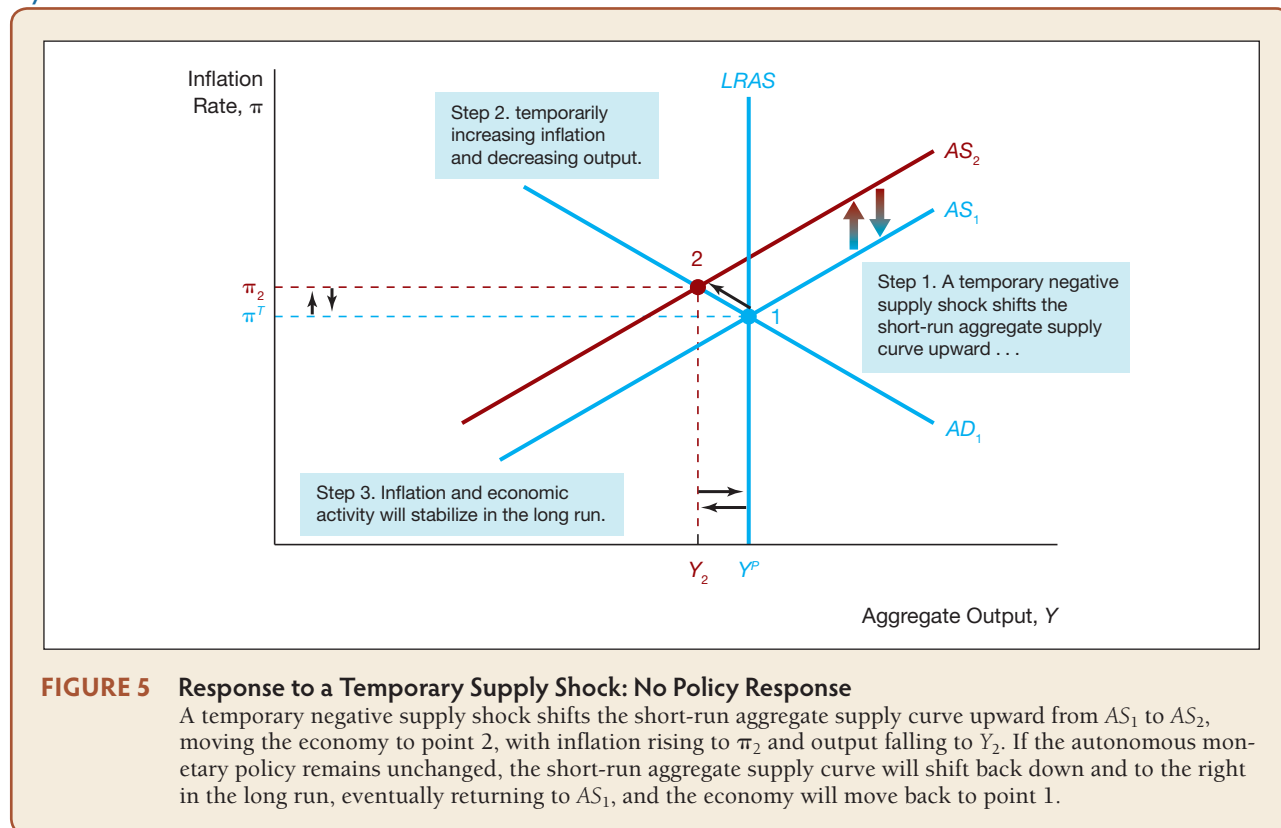 Inflation
Rate, π
LRAS
Step 2. temporarily
increasing inflation
and decreasing output.
AS₂
AS₁
2
π₂
πᵀ
1
Step 1. A temporary negative
supply shock shifts the
short-run aggregate supply
curve upward . . .
AD₁
Step 3. Inflation and economic
activity will stabilize in the long run.
Y₂
Yᴾ
Aggregate Output, Y
FIGURE 5 Response to a Temporary Supply Shock: No Policy Response
A temporary negative supply shock shifts the short-run aggregate supply curve upward from AS₁ to AS₂,
moving the economy to point 2, with inflation rising to π₂ and output falling to Y₂. If the autonomous mon-
etary policy remains unchanged, the short-run aggregate supply curve will shift back down and to the right
in the long run, eventually returning to AS₁, and the economy will move back to point 1.